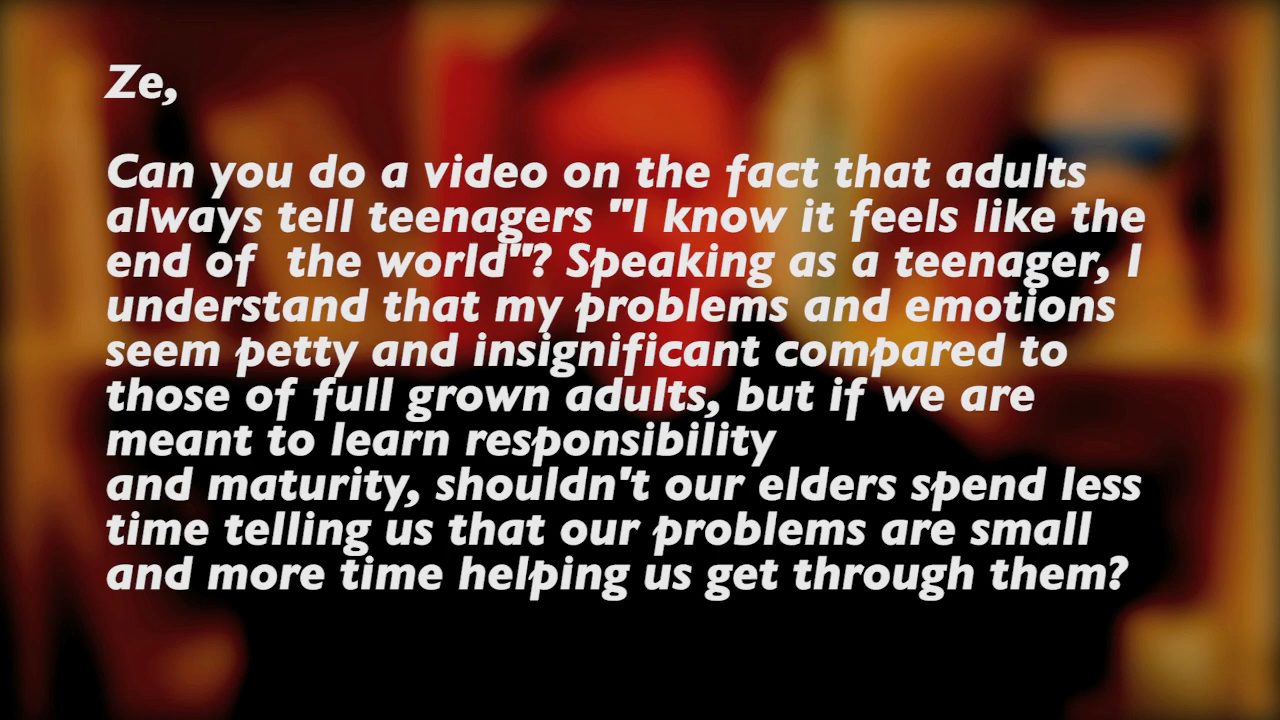 Ze,
Can you do a video on the fact that adults
always tell teenagers "I know it feels like the
end of  the world"? Speaking as a teenager, I
understand that my problems and emotions
seem petty and insignificant compared to
those of full grown adults, but if we are
meant to learn responsibility
and maturity, shouldn't our elders spend less
time telling us that our problems are small
and more time helping us get through them?